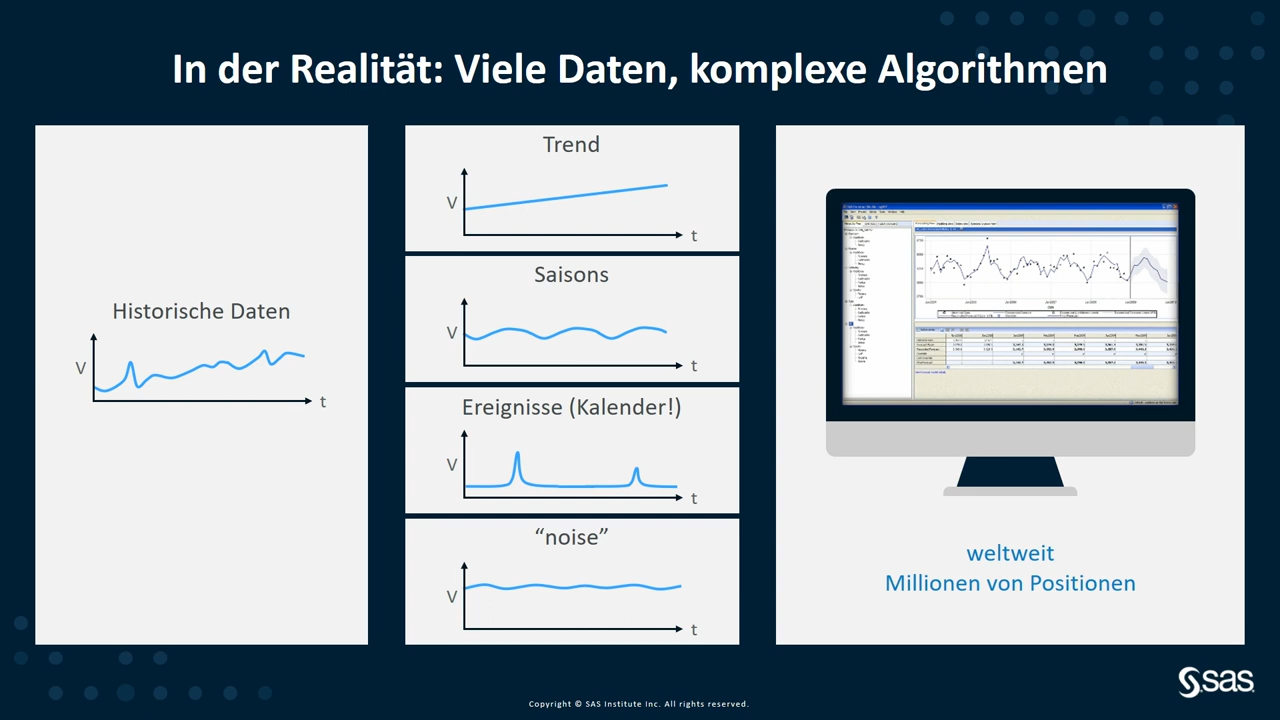 In der Realität: Viele Daten, komplexe Algorithmen
Historische Daten
V
t
Trend
V
t
Saisons
V
t
Ereignisse (Kalender!)
V
t
“noise”
V
t
weltweit
Millionen von Positionen
sas
Copyright © SAS Institute Inc. All rights reserved.